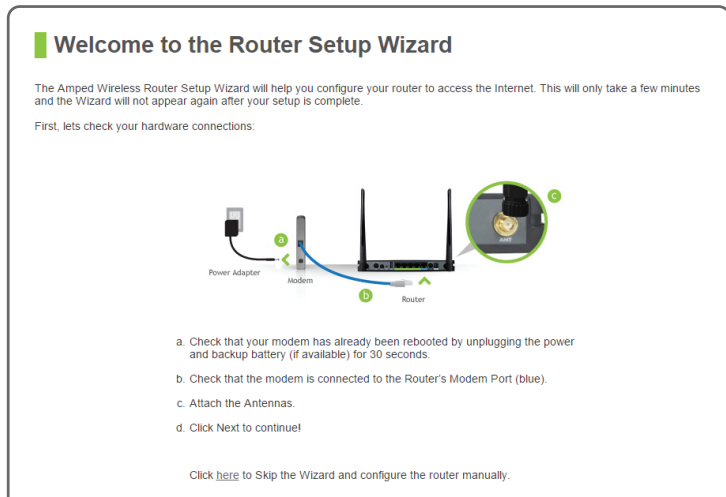 Welcome to the Router Setup Wizard
The Amped Wireless Router Setup Wizard will help you configure your router to access the Internet. This will only take a few minutes
and the Wizard will not appear again after your setup is complete.
First, lets check your hardware connections:
c
ANT
a
Power Adapter
Modem
b
Router
a. Check that your modem has already been rebooted by unplugging the power
and backup battery (if available) for 30 seconds.
b. Check that the modem is connected to the Router's Modem Port (blue).
c. Attach the Antennas.
d. Click Next to continue!
Click here to Skip the Wizard and configure the router manually.